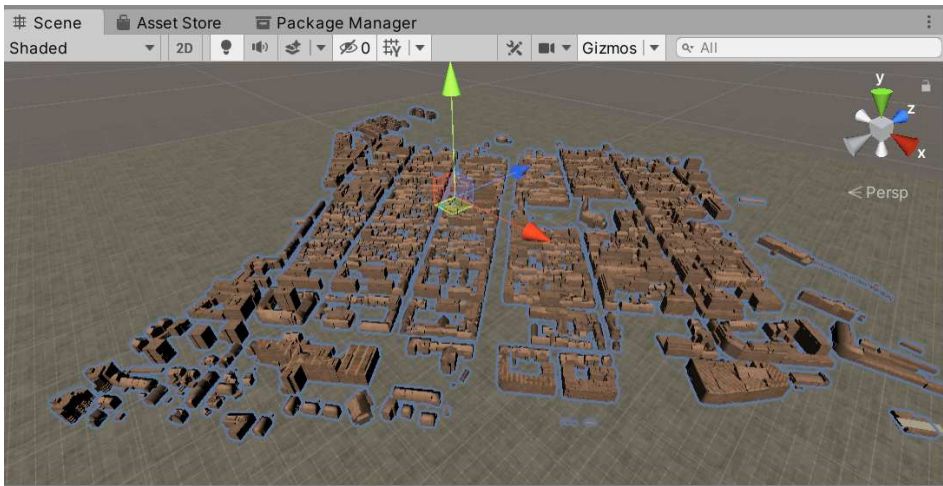 Scene Asset Store Package Manager
Shaded 2D 0 Gizmos All
y
z
x
Persp